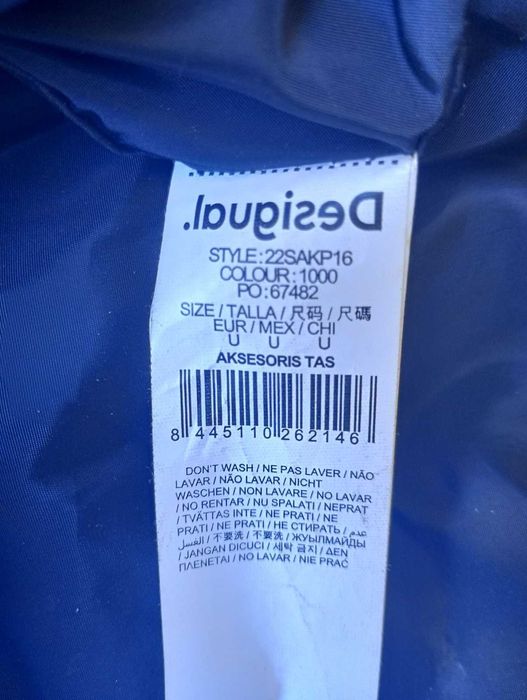 Desigual.
STYLE:22SAKP16
COLOUR:1000
PO:67482
SIZE / TALLA / 尺码 / 尺碼
EUR / MEX / CHI
U U U
AKSESORIS TAS
8 445110 262146
DON'T WASH / NE PAS LAVER / NÃO
LAVAR / NÃO LAVAR / NICHT
WASCHEN / NON LAVARE / NO LAVAR
/ NO RENTAR / NU SPALATI / NEPRAT
/ TVÄTTAS INTE / NE PRATI / NE
PRATI / NE PRATI / НЕ СТИРАТЬ / عدم
الغسل / 不要洗 / 不要洗 / ЖУЫЛМАЙДЫ
/ JANGAN DICUCI / 세탁 금지 / ΔΕΝ
ΠΛΕΝΕΤΑΙ / NO LAVAR / NIE PRAĆ